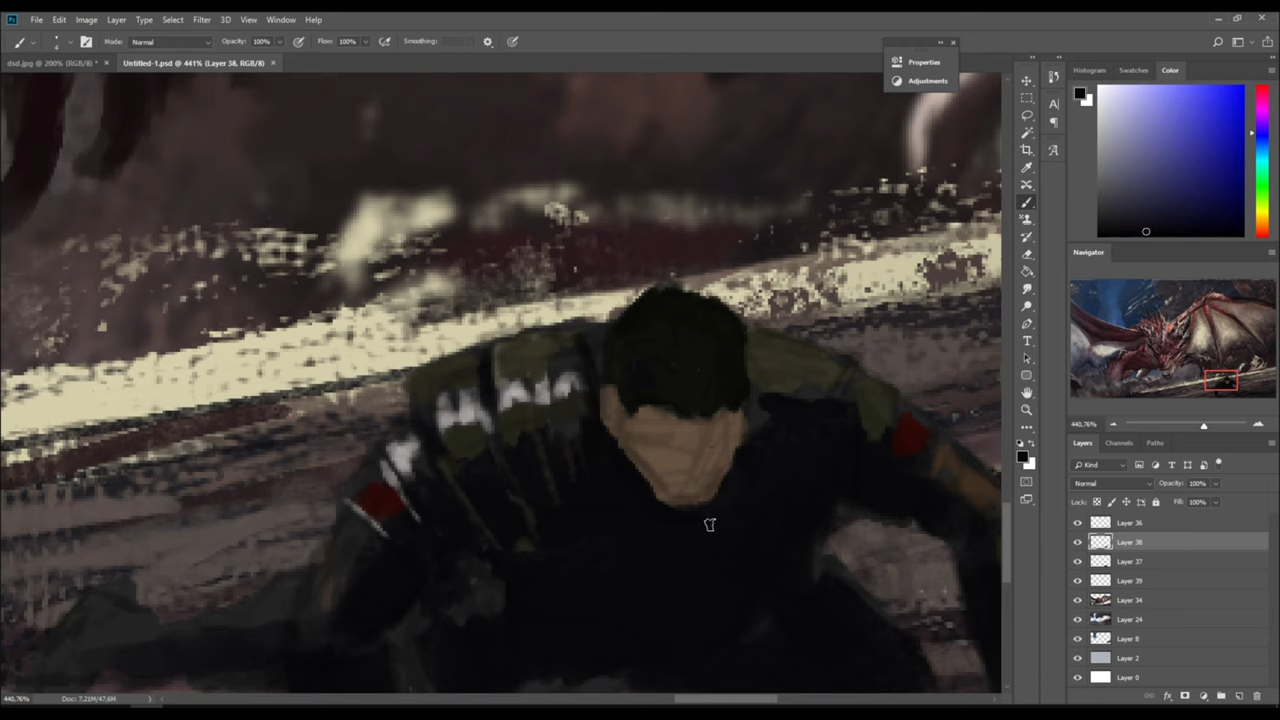 Ps File Edit Image Layer Type Select Filter 3D View Window Help
4 Mode: Normal Opacity: 100% Flow: 100% Smoothing:
dsd.jpg @ 200% (RGB/8) * × Untitled-1.psd @ 441% (Layer 38, RGB/8) ×
Properties
Adjustments
Histogram Swatches Color
Navigator
440,76%
Layers Channels Paths
Kind
Normal Opacity: 100%
Lock: Fill: 100%
Layer 36
Layer 38
Layer 37
Layer 39
Layer 34
Layer 24
Layer 8
Layer 2
Layer 0
440,76% Doc: 7,21M/47,6M